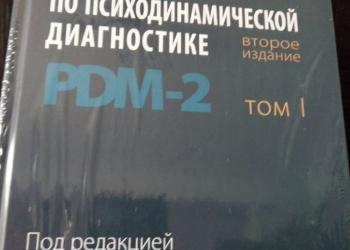 ПО ПСИХОДИНАМИЧЕСКОЙ
ДИАГНОСТИКЕ второе
издание
PDM-2 ТОМ I
Под редакцией